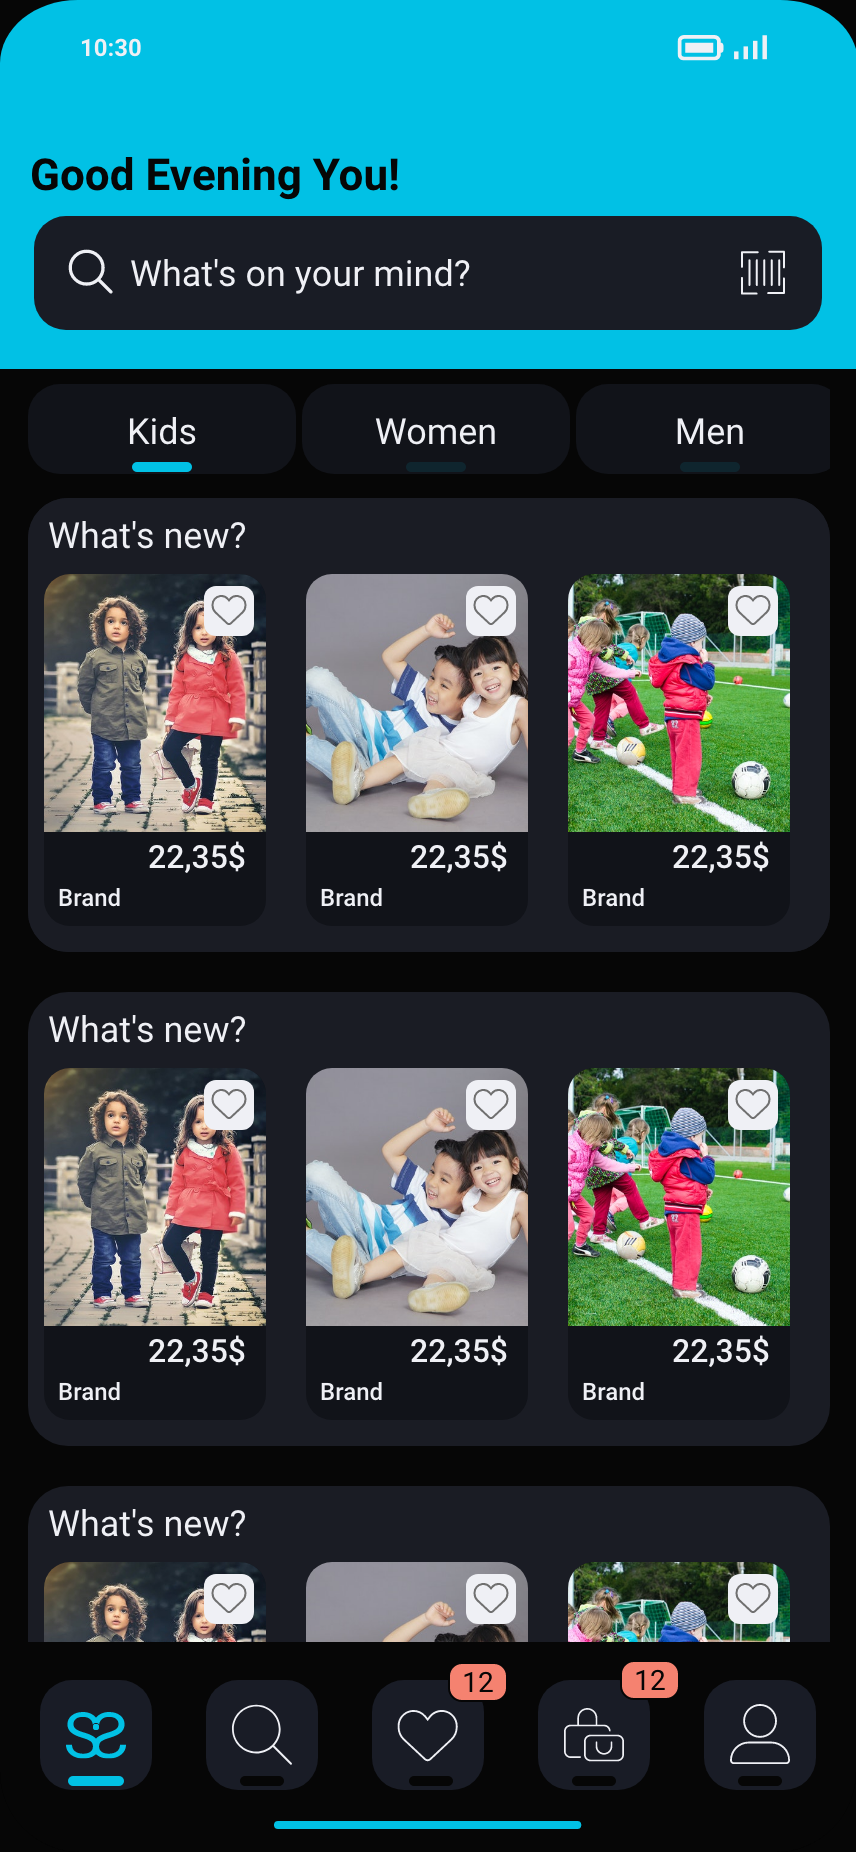 10:30
Good Evening You!
What's on your mind?
Kids Women Men
What's new?
22,35$ 22,35$ 22,35$
Brand Brand Brand
What's new?
22,35$ 22,35$ 22,35$
Brand Brand Brand
What's new?
12 12